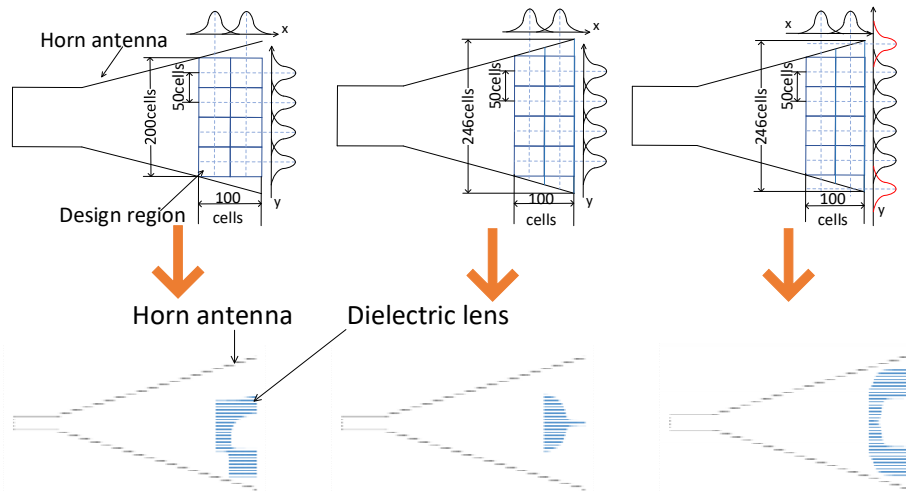 x
Horn antenna
200cells
50cells
100
cells
Design region
y
x
246cells
50cells
100
cells
y
x
246cells
50cells
100
cells
y
Horn antenna
Dielectric lens